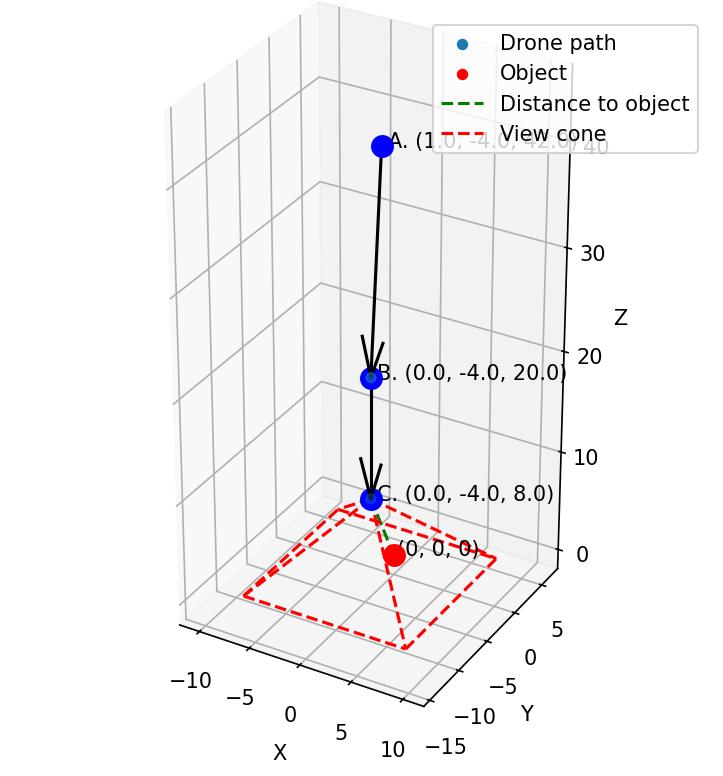 Drone path
Object
Distance to object
View cone
A. (1.0, -4.0, 42.0)
40
30
Z
20
B. (0.0, -4.0, 20.0)
10
C. (0.0, -4.0, 8.0)
(0, 0, 0)
0
5
0
−5
Y
−10
−15
−10
−5
0
5
10
X